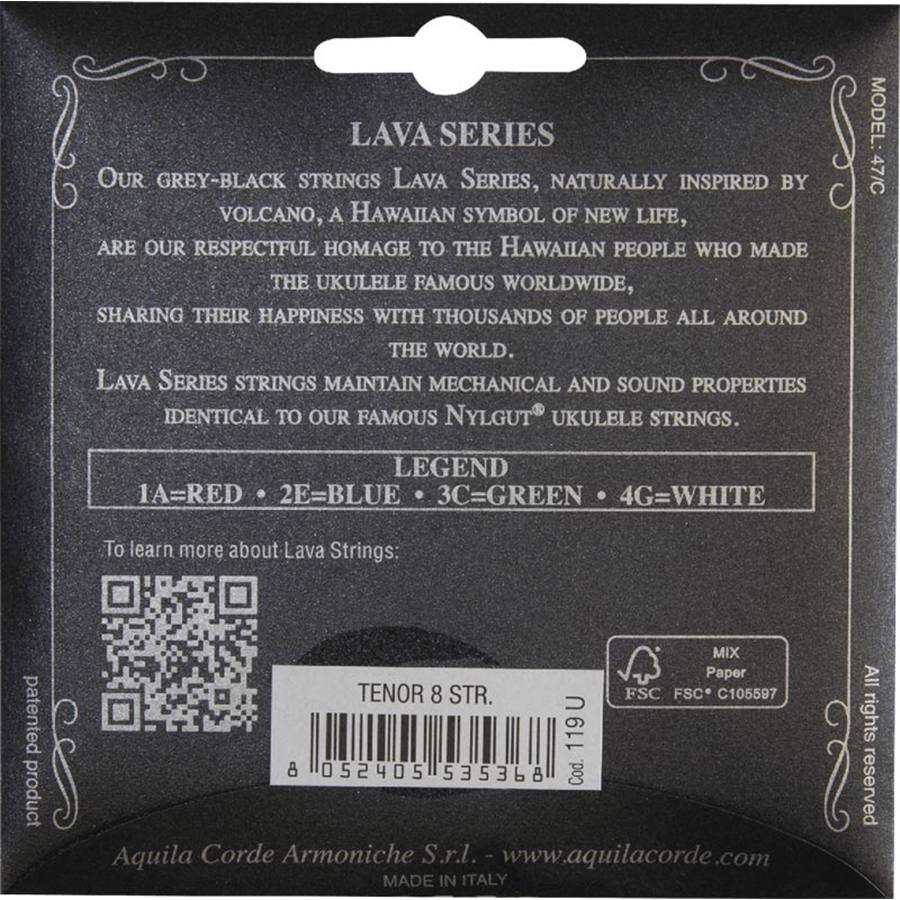 LAVA SERIES
OUR GREY-BLACK STRINGS LAVA SERIES, NATURALLY INSPIRED BY
VOLCANO, A HAWAIIAN SYMBOL OF NEW LIFE,
ARE OUR RESPECTFUL HOMAGE TO THE HAWAIIAN PEOPLE WHO MADE
THE UKULELE FAMOUS WORLDWIDE,
SHARING THEIR HAPPINESS WITH THOUSANDS OF PEOPLE ALL AROUND
THE WORLD.
LAVA SERIES STRINGS MAINTAIN MECHANICAL AND SOUND PROPERTIES
IDENTICAL TO OUR FAMOUS NYLGUT® UKULELE STRINGS.
LEGEND
1A=RED • 2E=BLUE • 3C=GREEN • 4G=WHITE
To learn more about Lava Strings:
MIX
Paper
FSC FSC® C105597
TENOR 8 STR.
8 052405 535368
Cod. 119 U
MODEL: 47/C
All rights reserved
patented product
Aquila Corde Armoniche S.r.l. - www.aquilacorde.com
MADE IN ITALY